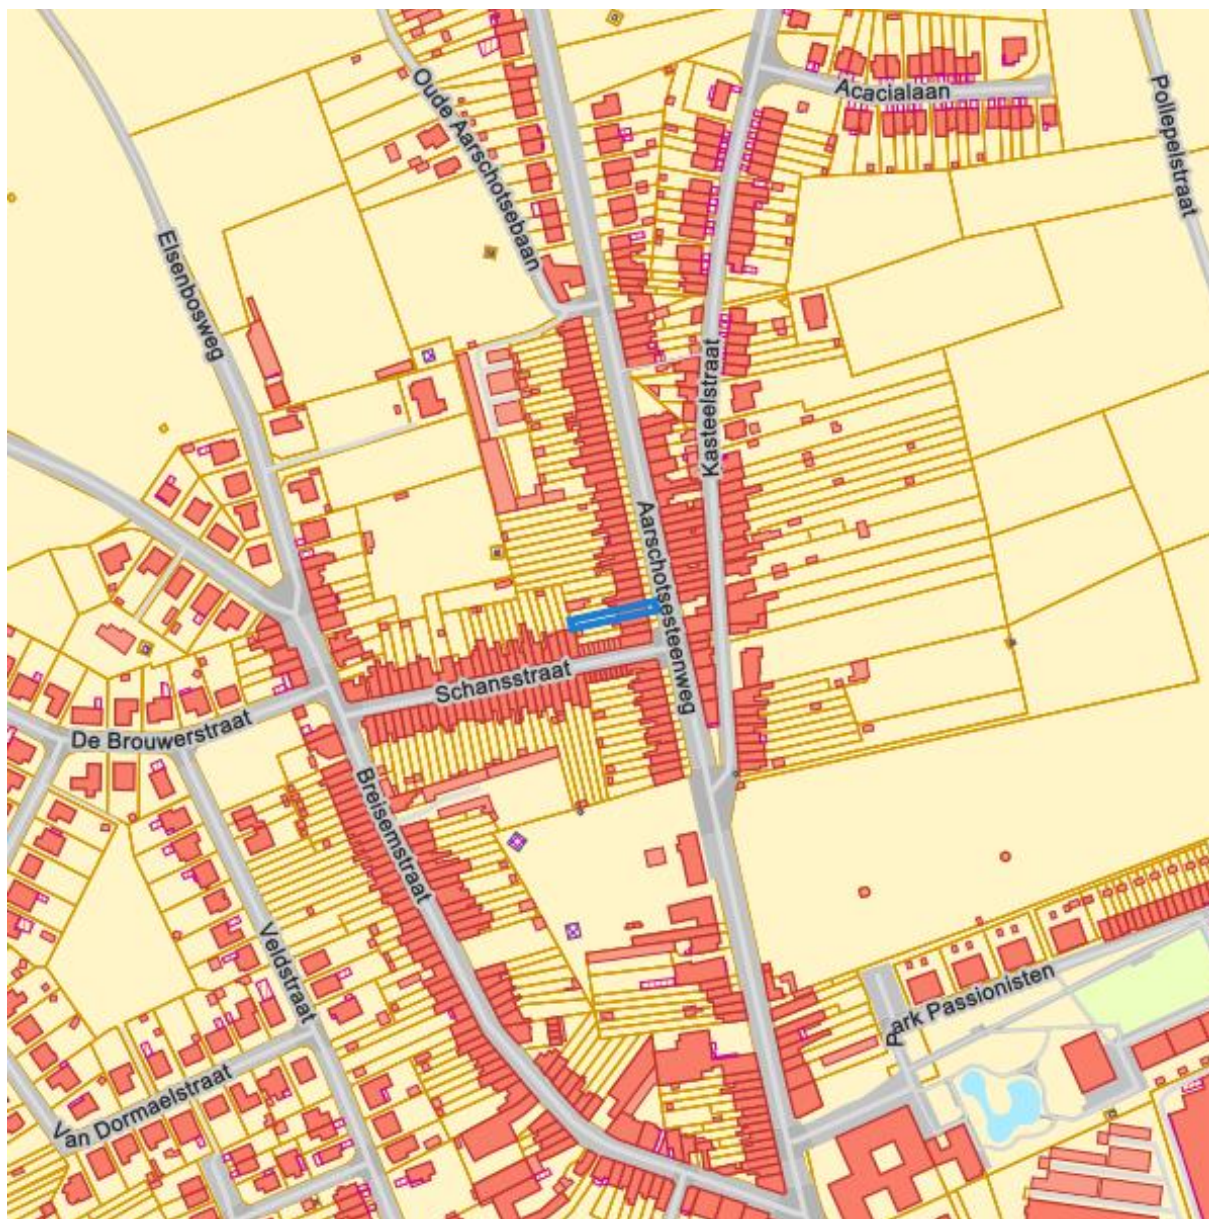 Acacialaan
Oude Aarschotsebaan
Pollepelstraat
Elsenbosweg
Kasteelstraat
Aarschotsesteenweg
Schansstraat
De Brouwerstraat
Breisemstraat
Veldstraat
Park Passionisten
Van Dormaelstraat